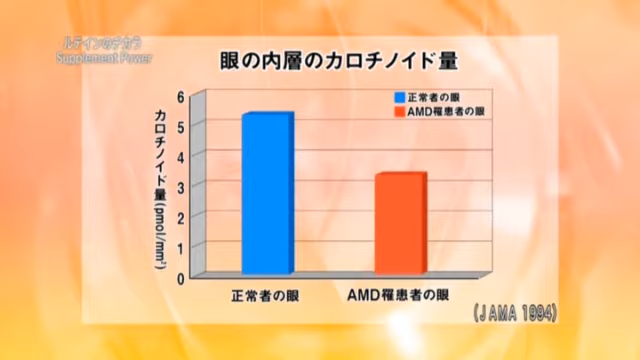 ルテインのチカラ
Supplement Power
眼の内層のカロチノイド量
正常者の眼
AMD罹患者の眼
カロチノイド量(pmol/mm²)
6
5
4
3
2
1
0
正常者の眼
AMD罹患者の眼
(JAMA 1994)